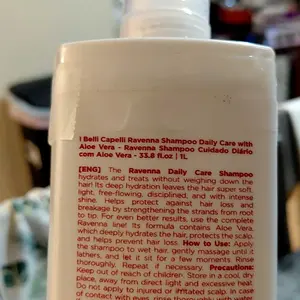 I Belli Capelli Ravenna Shampoo Daily Care with
Aloe Vera - Ravenna Shampoo Cuidado Diário
com Aloe Vera - 33.8 fl.oz | 1L
[ENG] The Ravenna Daily Care Shampoo
hydrates and treats without weighing down the
hair! Its deep hydration leaves the hair super soft,
light, free-flowing, disciplined, and with intense
shine. Helps protect against hair loss and
breakage by strengthening the strands from root
to tip. For even better results, use the complete
Ravenna line! Its formula contains Aloe Vera,
which deeply hydrates the hair, protects the scalp,
and helps prevent hair loss. How to Use: Apply
the shampoo to wet hair, gently massage until it
lathers, and let it sit for a few moments. Rinse
thoroughly. Repeat if necessary. Precautions:
Keep out of reach of children. Store in a cool, dry
place, away from direct light and excessive heat.
Do not apply to injured or irritated scalp. In case
of contact with eyes, rinse thoroughly with water